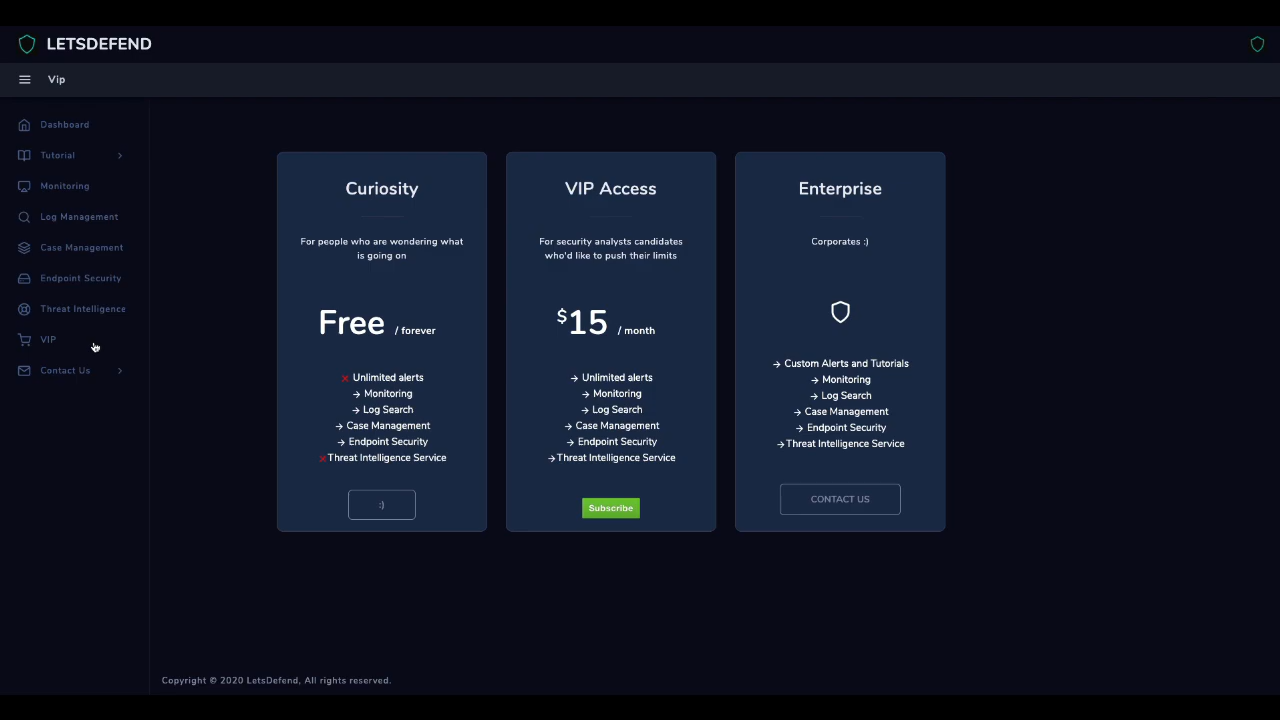 LETSDEFEND
Vip
Dashboard
Tutorial
Monitoring
Log Management
Case Management
Endpoint Security
Threat Intelligence
VIP
Contact Us
Curiosity
For people who are wondering what
is going on
Free / forever
Unlimited alerts
Monitoring
Log Search
Case Management
Endpoint Security
Threat Intelligence Service
:)
VIP Access
For security analysts candidates
who'd like to push their limits
$15 / month
Unlimited alerts
Monitoring
Log Search
Case Management
Endpoint Security
Threat Intelligence Service
Subscribe
Enterprise
Corporates :)
Custom Alerts and Tutorials
Monitoring
Log Search
Case Management
Endpoint Security
Threat Intelligence Service
CONTACT US
Copyright © 2020 LetsDefend, All rights reserved.